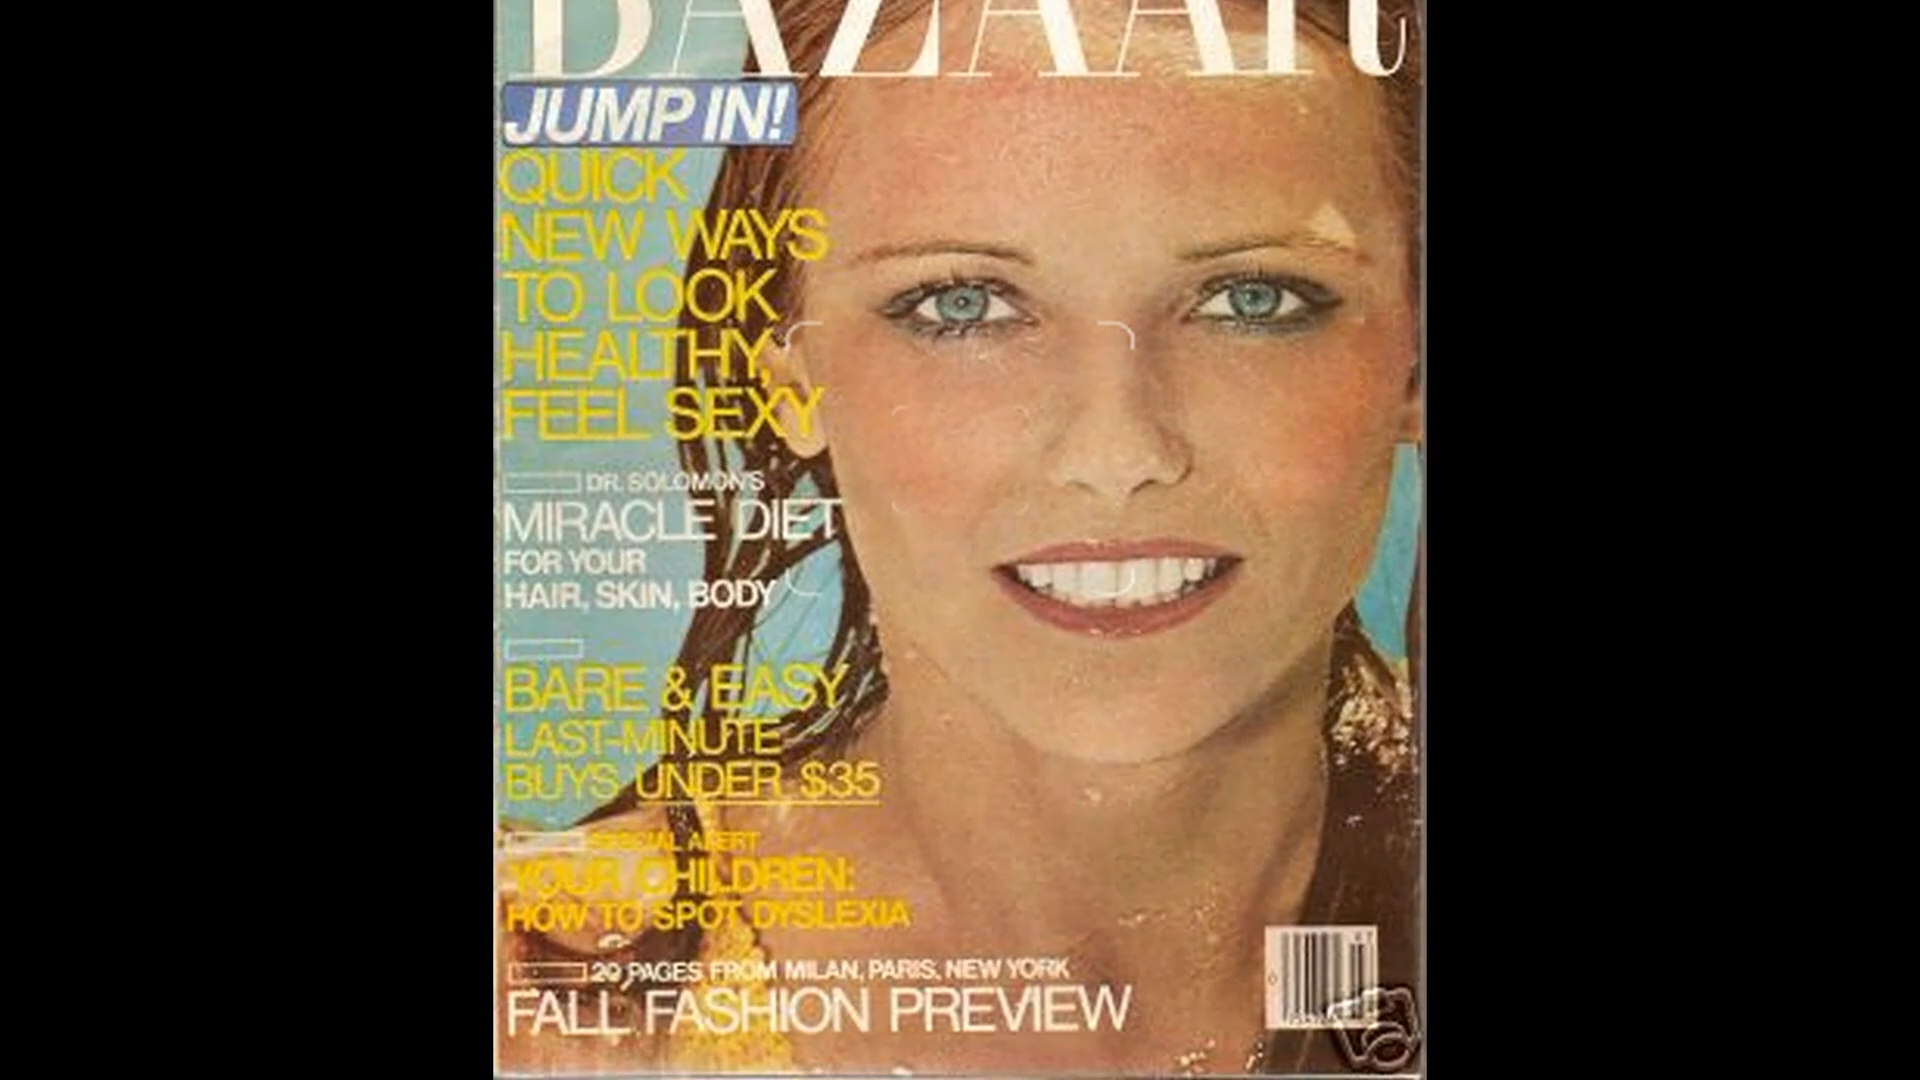 BAZAAR
JUMP IN!
QUICK
NEW WAYS
TO LOOK
HEALTHY,
FEEL SEXY
DR. SOLOMON'S
MIRACLE DIET
FOR YOUR
HAIR, SKIN, BODY
BARE & EASY
LAST-MINUTE
BUYS UNDER $35
SPECIAL ALERT
YOUR CHILDREN:
HOW TO SPOT DYSLEXIA
20 PAGES FROM MILAN, PARIS, NEW YORK
FALL FASHION PREVIEW